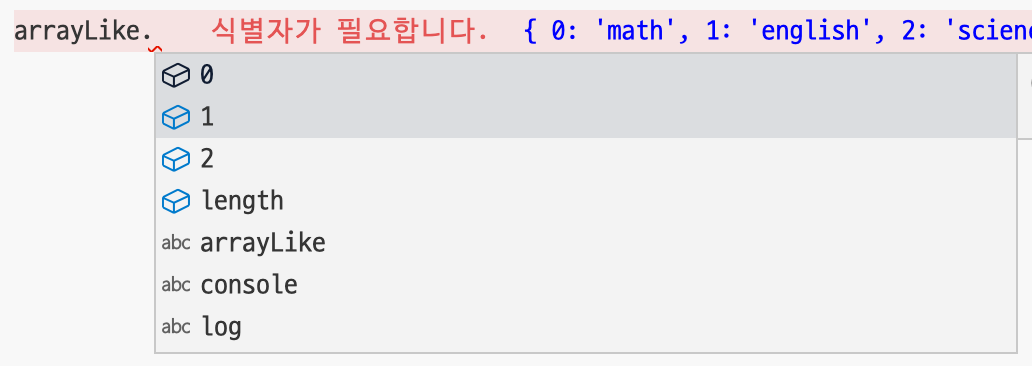 arrayLike. 식별자가 필요합니다. { 0: 'math', 1: 'english', 2: 'scienc
0
1
2
length
abc arrayLike
abc console
abc log